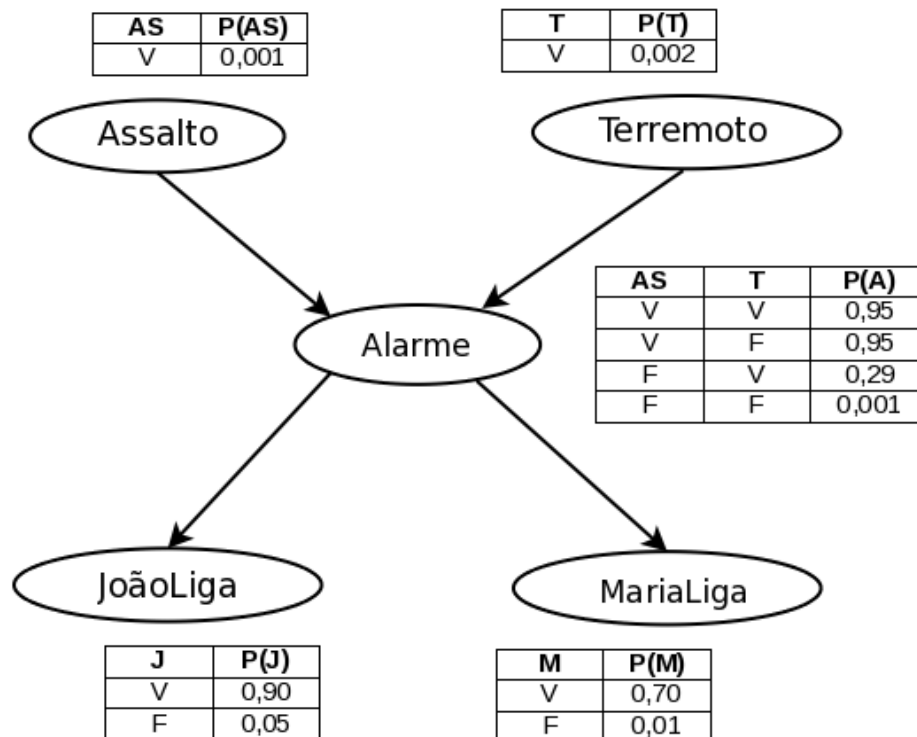 AS P(AS)
V 0,001
T P(T)
V 0,002
Assalto
Terremoto
AS T P(A)
V V 0,95
V F 0,95
F V 0,29
F F 0,001
Alarme
JoãoLiga
MariaLiga
J P(J)
V 0,90
F 0,05
M P(M)
V 0,70
F 0,01